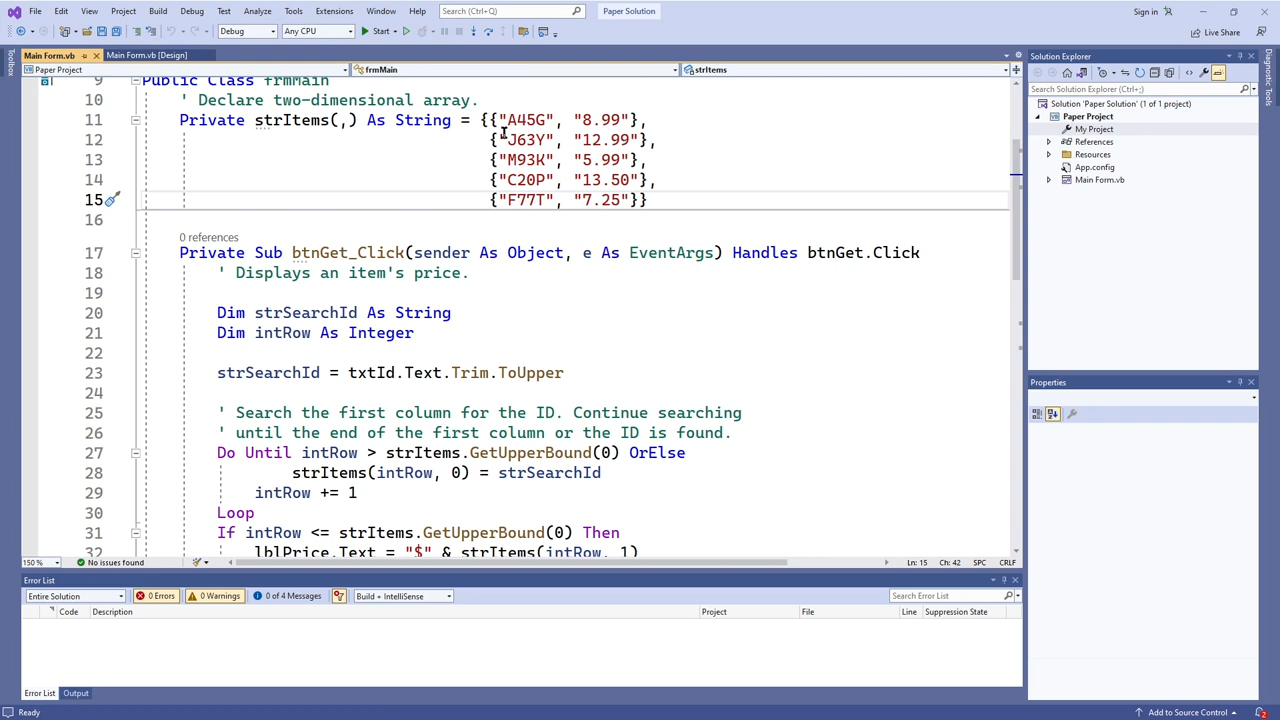 File Edit View Project Build Debug Test Analyze Tools Extensions Window Help Search (Ctrl+Q) Paper Solution Sign in
Debug Any CPU Start Live Share
Main Form.vb Main Form.vb [Design]
Paper Project frmMain strItems
9 Public Class frmMain
10 ' Declare two-dimensional array.
11 Private strItems(,) As String = {{"A45G", "8.99"},
12 {"J63Y", "12.99"},
13 {"M93K", "5.99"},
14 {"C20P", "13.50"},
15 {"F77T", "7.25"}}
16
0 references
17 Private Sub btnGet_Click(sender As Object, e As EventArgs) Handles btnGet.Click
18 ' Displays an item's price.
19
20 Dim strSearchId As String
21 Dim intRow As Integer
22
23 strSearchId = txtId.Text.Trim.ToUpper
24
25 ' Search the first column for the ID. Continue searching
26 ' until the end of the first column or the ID is found.
27 Do Until intRow > strItems.GetUpperBound(0) OrElse
28 strItems(intRow, 0) = strSearchId
29 intRow += 1
30 Loop
31 If intRow <= strItems.GetUpperBound(0) Then
32 lblPrice.Text = "$" & strItems(intRow, 1)
150 % No issues found Ln: 15 Ch: 42 SPC CRLF
Error List
Entire Solution 0 Errors 0 Warnings 0 of 4 Messages Build + IntelliSense Search Error List
Code Description Project File Line Suppression State
Error List Output
Ready Add to Source Control 2
Toolbox
Solution Explorer
Search Solution Explorer (Ctrl+;)
Solution 'Paper Solution' (1 of 1 project)
Paper Project
My Project
References
Resources
App.config
Main Form.vb
Properties
Diagnostic Tools